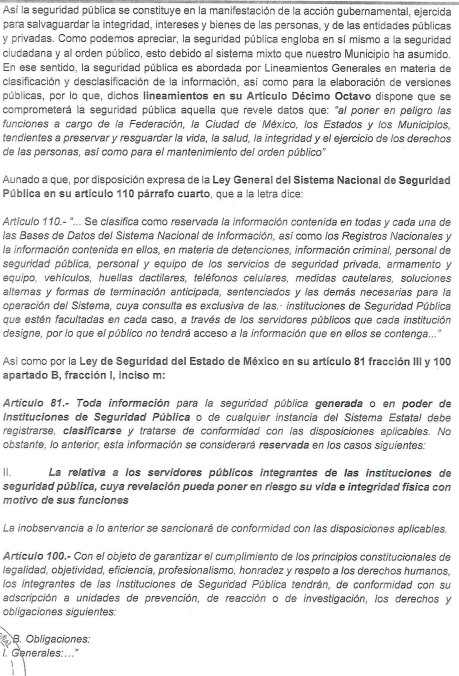 Así la seguridad pública se constituye en la manifestación de la acción gubernamental, ejercida
para salvaguardar la integridad, intereses y bienes de las personas, y de las entidades públicas
y privadas. Como podemos apreciar, la seguridad pública engloba en sí mismo a la seguridad
ciudadana y al orden público, esto debido al sistema mixto que nuestro Municipio ha asumido.
En ese sentido, la seguridad pública es abordada por Lineamientos Generales en materia de
clasificación y desclasificación de la información, así como para la elaboración de versiones
públicas, por lo que, dichos lineamientos en su Artículo Décimo Octavo dispone que se
comprometerá la seguridad pública aquella que revele datos que: "al poner en peligro las
funciones a cargo de la Federación, la Ciudad de México, los Estados y los Municipios,
tendientes a preservar y resguardar la vida, la salud, la integridad y el ejercicio de los derechos
de las personas, así como para el mantenimiento del orden público"
Aunado a que, por disposición expresa de la Ley General del Sistema Nacional de Seguridad
Pública en su artículo 110 párrafo cuarto, que a la letra dice:
Artículo 110.- "... Se clasifica como reservada la información contenida en todas y cada una de
las Bases de Datos del Sistema Nacional de Información, así como los Registros Nacionales y
la información contenida en ellos, en materia de detenciones, información criminal, personal de
seguridad pública, personal y equipo de los servicios de seguridad privada, armamento y
equipo, vehículos, huellas dactilares, teléfonos celulares, medidas cautelares, soluciones
alternas y formas de terminación anticipada, sentenciados y las demás necesarias para la
operación del Sistema, cuya consulta es exclusiva de las. instituciones de Seguridad Pública
que estén facultadas en cada caso, a través de los servidores públicos que cada institución
designe, por lo que el público no tendrá acceso a la información que en ellos se contenga..."
Así como por la Ley de Seguridad del Estado de México en su artículo 81 fracción III y 100
apartado B, fracción I, inciso m:
Artículo 81.- Toda información para la seguridad pública generada o en poder de
Instituciones de Seguridad Pública o de cualquier instancia del Sistema Estatal debe
registrarse, clasificarse y tratarse de conformidad con las disposiciones aplicables. No
obstante, lo anterior, esta información se considerará reservada en los casos siguientes:
II. La relativa a los servidores públicos integrantes de las instituciones de
seguridad pública, cuya revelación pueda poner en riesgo su vida e integridad física con
motivo de sus funciones
La inobservancia a lo anterior se sancionará de conformidad con las disposiciones aplicables.
Artículo 100.- Con el objeto de garantizar el cumplimiento de los principios constitucionales de
legalidad, objetividad, eficiencia, profesionalismo, honradez y respeto a los derechos humanos,
los integrantes de las Instituciones de Seguridad Pública tendrán, de conformidad con su
adscripción a unidades de prevención, de reacción o de investigación, los derechos y
obligaciones siguientes:
B. Obligaciones:
I. Generales:..."